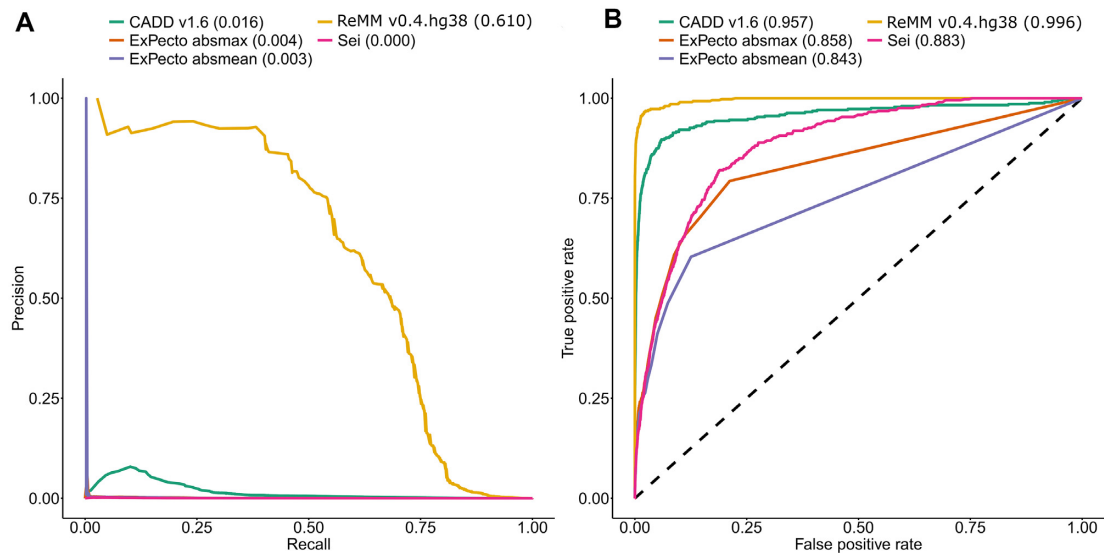 A
CADD v1.6 (0.016)
ReMM v0.4.hg38 (0.610)
ExPecto absmax (0.004)
Sei (0.000)
ExPecto absmean (0.003)
1.00
0.75
0.50
0.25
0.00
Precision
0.00 0.25 0.50 0.75 1.00
Recall
B
CADD v1.6 (0.957)
ReMM v0.4.hg38 (0.996)
ExPecto absmax (0.858)
Sei (0.883)
ExPecto absmean (0.843)
1.00
0.75
0.50
0.25
0.00
True positive rate
0.00 0.25 0.50 0.75 1.00
False positive rate